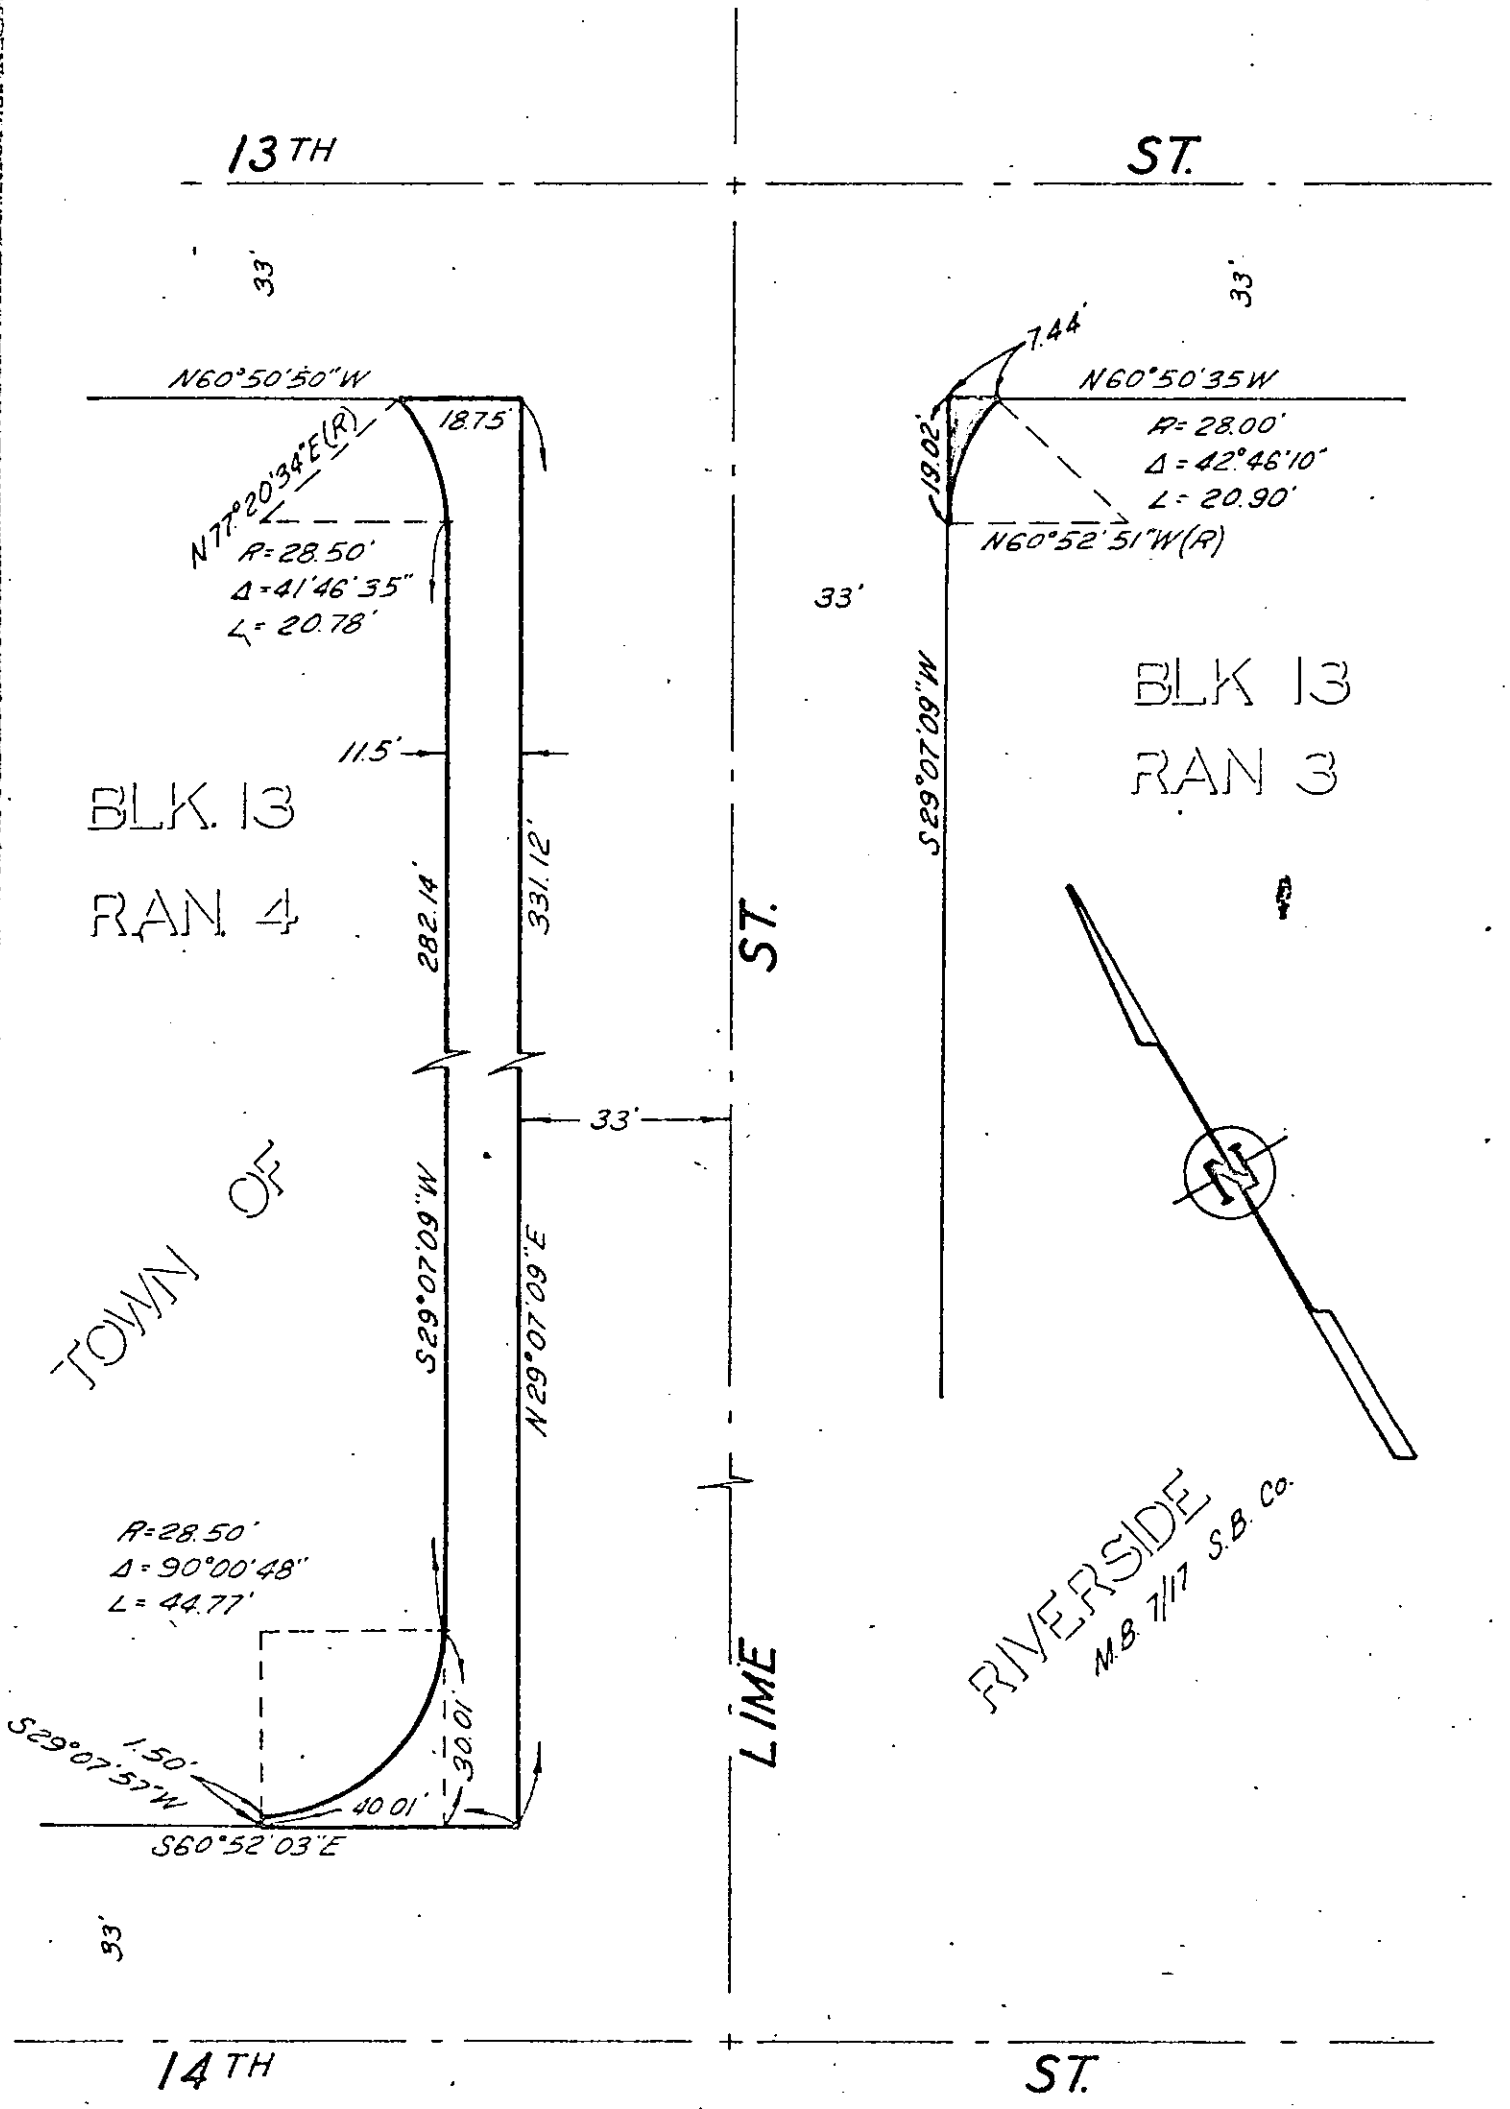 13TH ST.
33'
33'
7.44'
N60°50'50"W
N60°50'35W
18.75'
19.02'
N77°20'34"E(R)
R=28.00'
Δ=42°46'10"
L=20.90'
N60°52'51"W(R)
R=28.50'
Δ=41'46'35"
L=20.78'
33'
S29°07'09"W
BLK 13
RAN 3
11.5'
BLK. 13
RAN. 4
282.14'
331.12'
LIME ST.
33'
N
TOWN OF
RIVERSIDE
M.B. 7/17 S.B. Co.
S29°07'09"W
N29°07'09"E
R=28.50'
Δ=90°00'48"
L=44.77'
30.01'
1.50'
S29°07'57"W
40.01'
S60°52'03"E
33'
14TH ST.